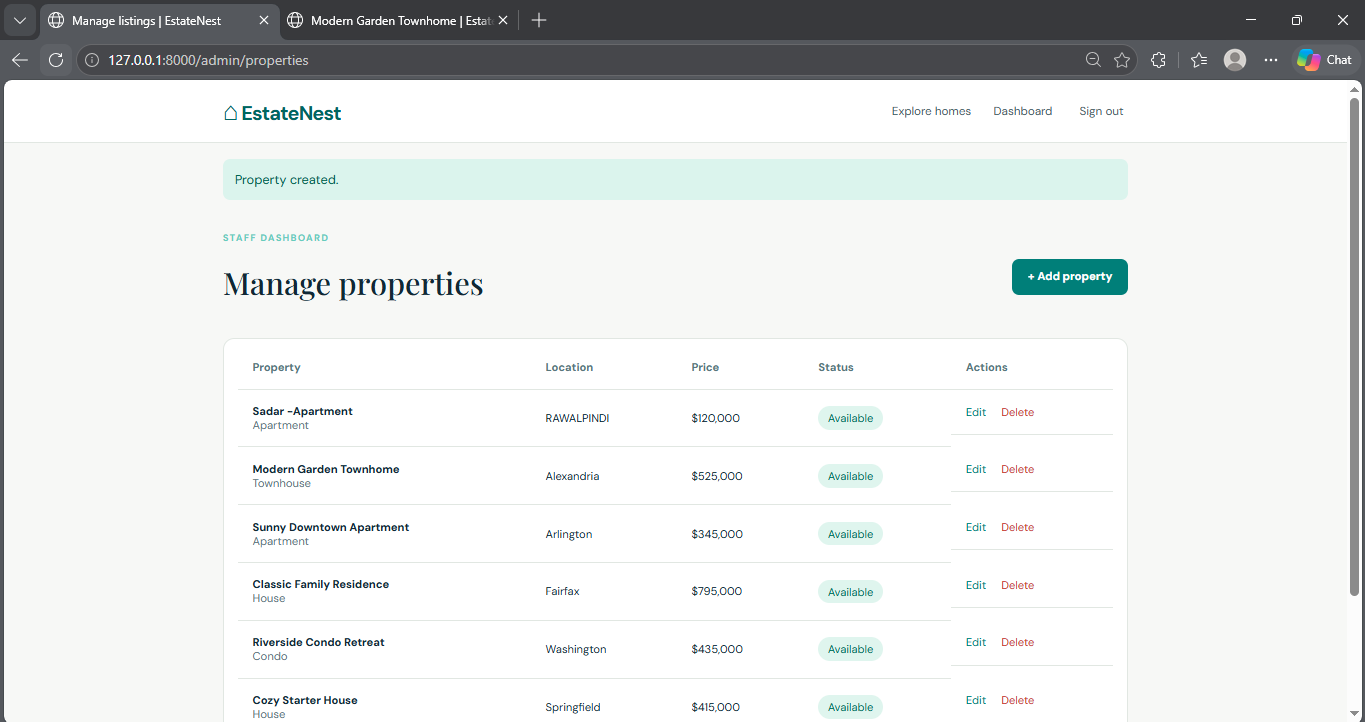 Manage listings | EstateNest
Modern Garden Townhome | Estate
127.0.0.1:8000/admin/properties
Chat
EstateNest
Explore homes Dashboard Sign out
Property created.
STAFF DASHBOARD
Manage properties
+ Add property
Property Location Price Status Actions
Sadar -Apartment
Apartment
RAWALPINDI $120,000 Available Edit Delete
Modern Garden Townhome
Townhouse
Alexandria $525,000 Available Edit Delete
Sunny Downtown Apartment
Apartment
Arlington $345,000 Available Edit Delete
Classic Family Residence
House
Fairfax $795,000 Available Edit Delete
Riverside Condo Retreat
Condo
Washington $435,000 Available Edit Delete
Cozy Starter House
House
Springfield $415,000 Available Edit Delete